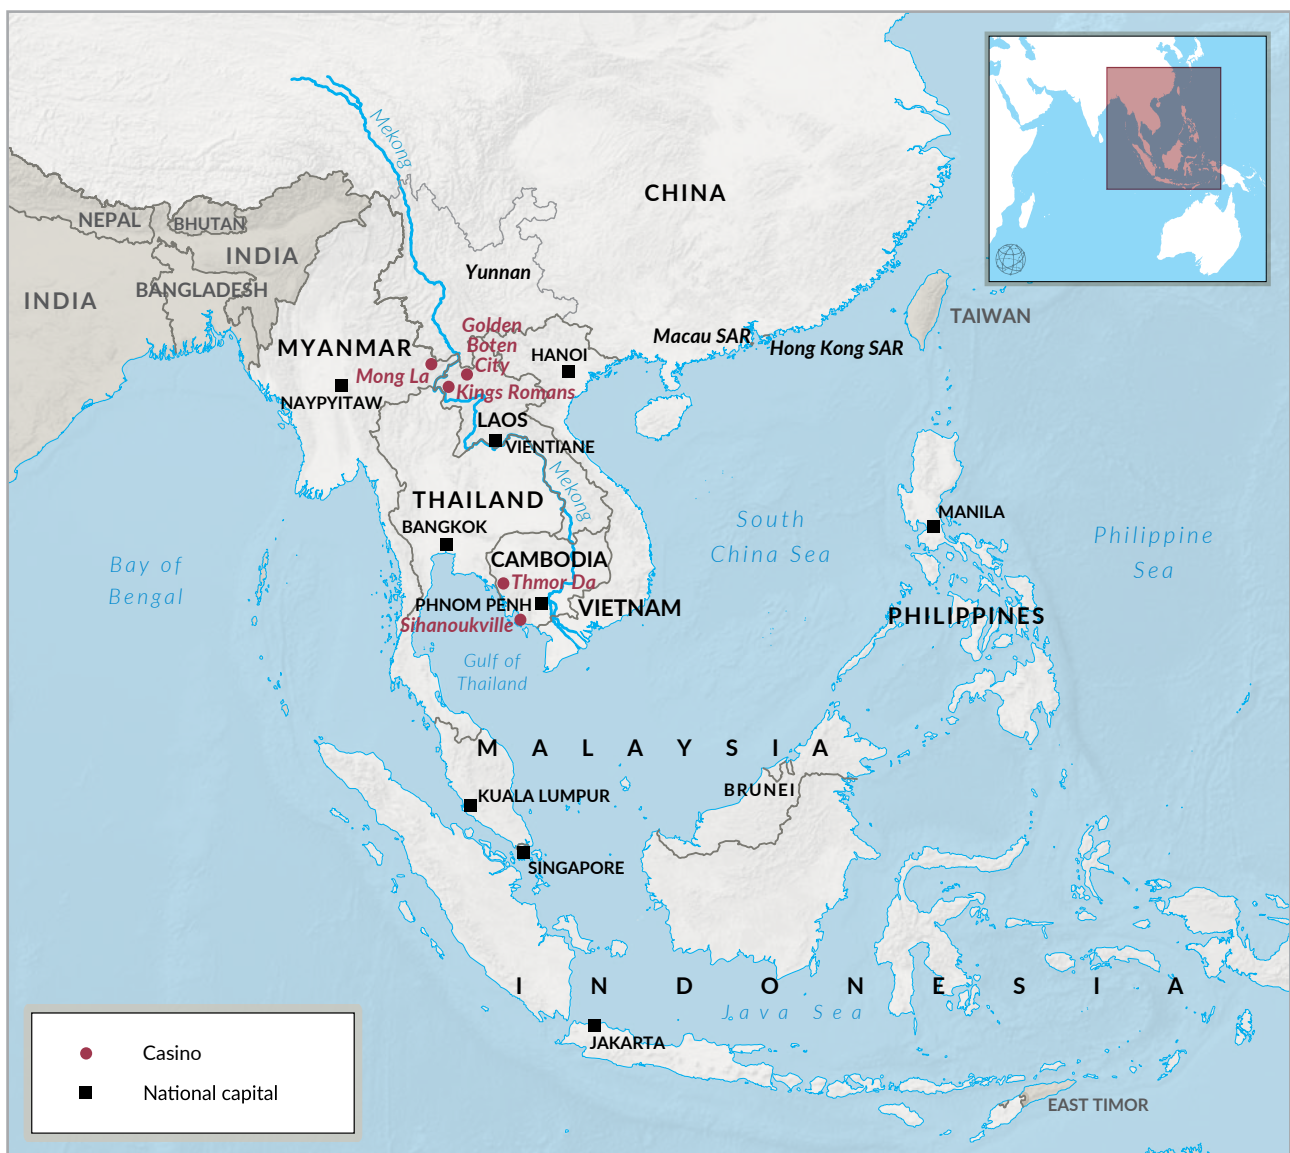 Mekong
CHINA
NEPAL
BHUTAN
INDIA
Yunnan
BANGLADESH
INDIA
TAIWAN
Golden
Boten
City
Macau SAR
Hong Kong SAR
MYANMAR
HANOI
Mong La
Kings Romans
NAYPYITAW
LAOS
VIENTIANE
Mekong
THAILAND
BANGKOK
MANILA
South
China Sea
Philippine
Sea
Bay of
Bengal
CAMBODIA
Thmor Da
PHNOM PENH
VIETNAM
PHILIPPINES
Sihanoukville
Gulf of
Thailand
MALAYSIA
BRUNEI
KUALA LUMPUR
SINGAPORE
INDONESIA
Java Sea
JAKARTA
EAST TIMOR
Casino
National capital